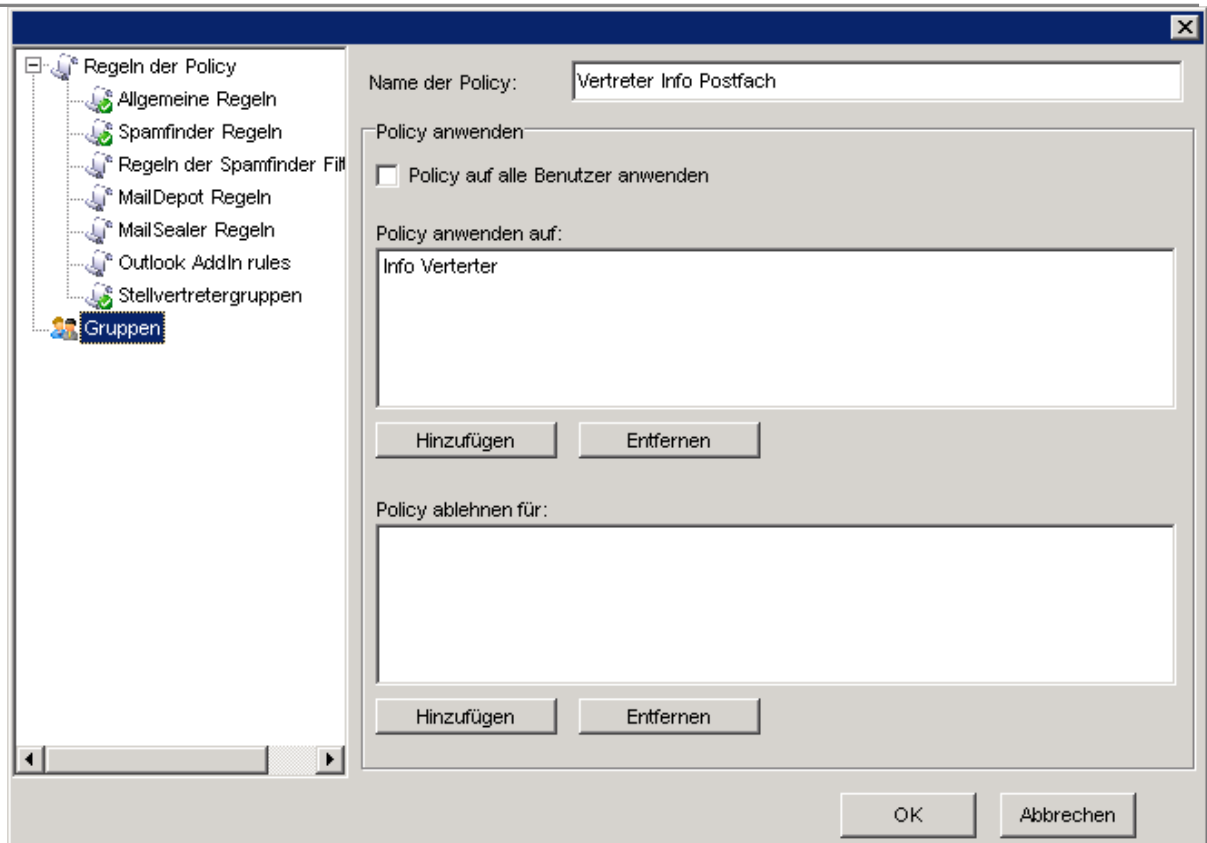 Regeln der Policy
Allgemeine Regeln
Spamfinder Regeln
Regeln der Spamfinder Filt
MailDepot Regeln
MailSealer Regeln
Outlook AddIn rules
Stellvertretergruppen
Gruppen
Name der Policy: Vertreter Info Postfach
Policy anwenden
Policy auf alle Benutzer anwenden
Policy anwenden auf:
Info Verterter
Hinzufügen Entfernen
Policy ablehnen für:
Hinzufügen Entfernen
OK Abbrechen